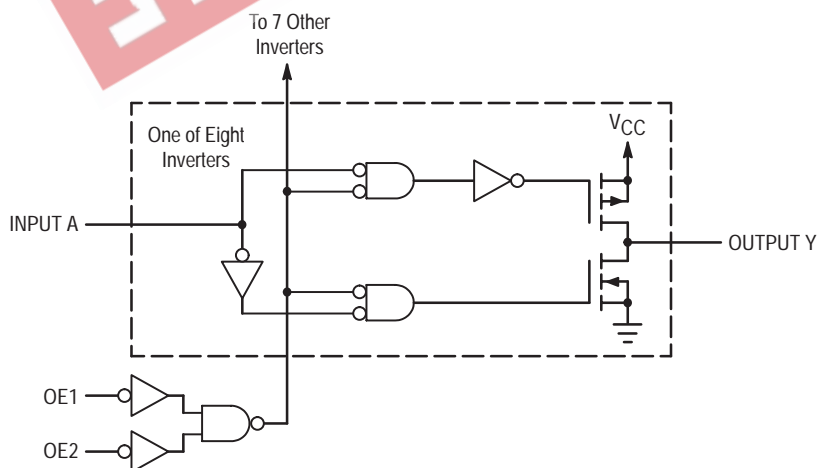 To 7 Other
Inverters
One of Eight
Inverters
VCC
INPUT A
OUTPUT Y
OE1
OE2